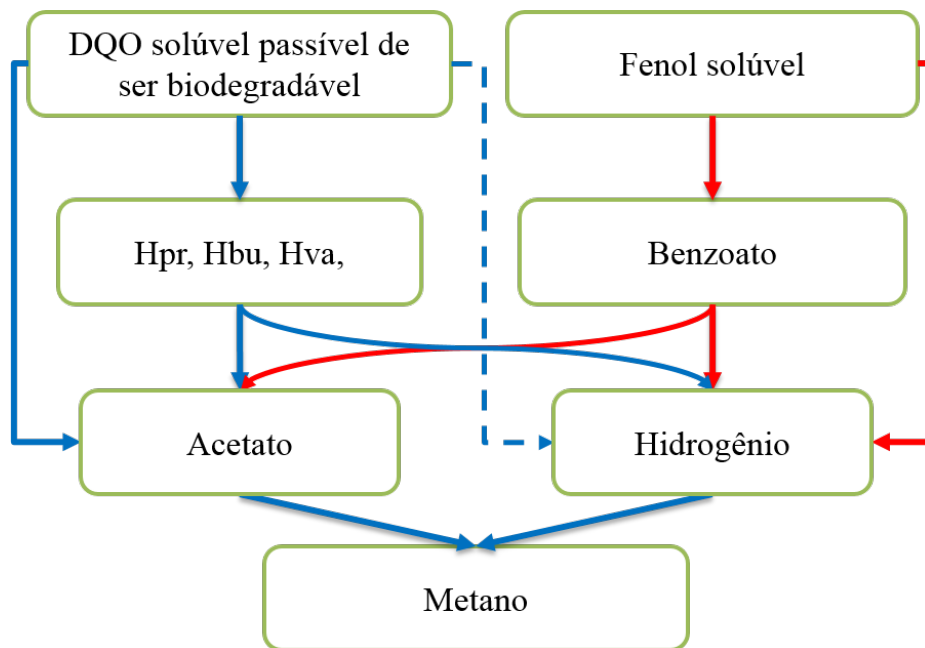 DQO solúvel passível de
ser biodegradável
Fenol solúvel
Hpr, Hbu, Hva,
Benzoato
Acetato
Hidrogênio
Metano